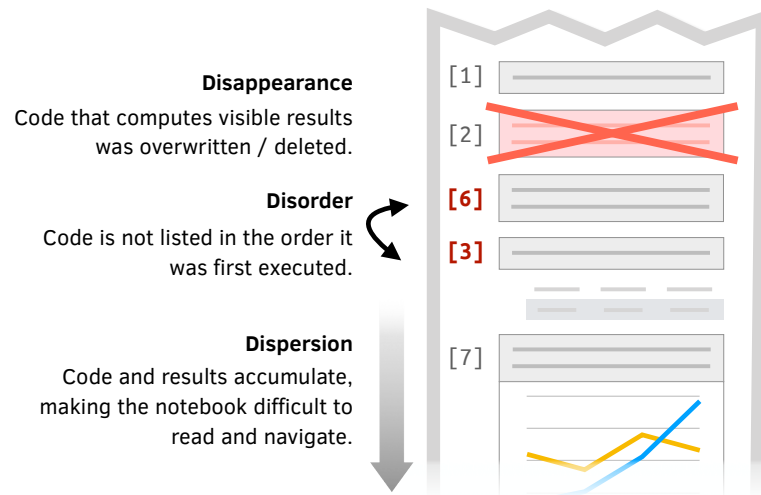 Disappearance
Code that computes visible results
was overwritten / deleted.
Disorder
Code is not listed in the order it
was first executed.
Dispersion
Code and results accumulate,
making the notebook difficult to
read and navigate.
[1]
[2]
[6]
[3]
[7]